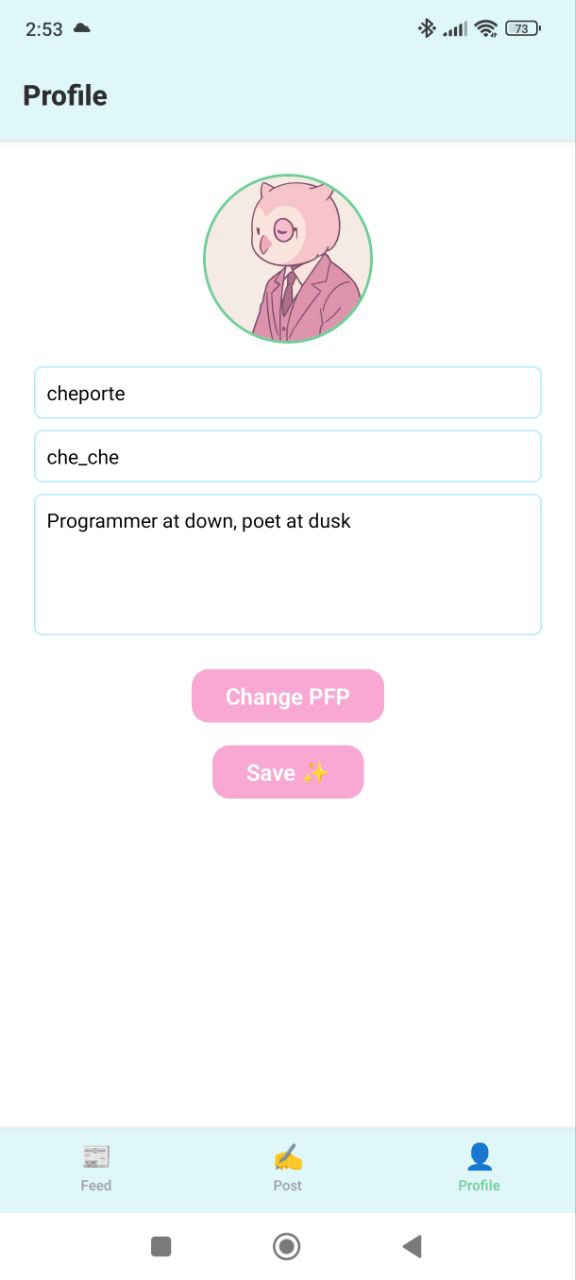 2:53
73
Profile
cheporte
che_che
Programmer at down, poet at dusk
Change PFP
Save ✨
Feed
Post
Profile